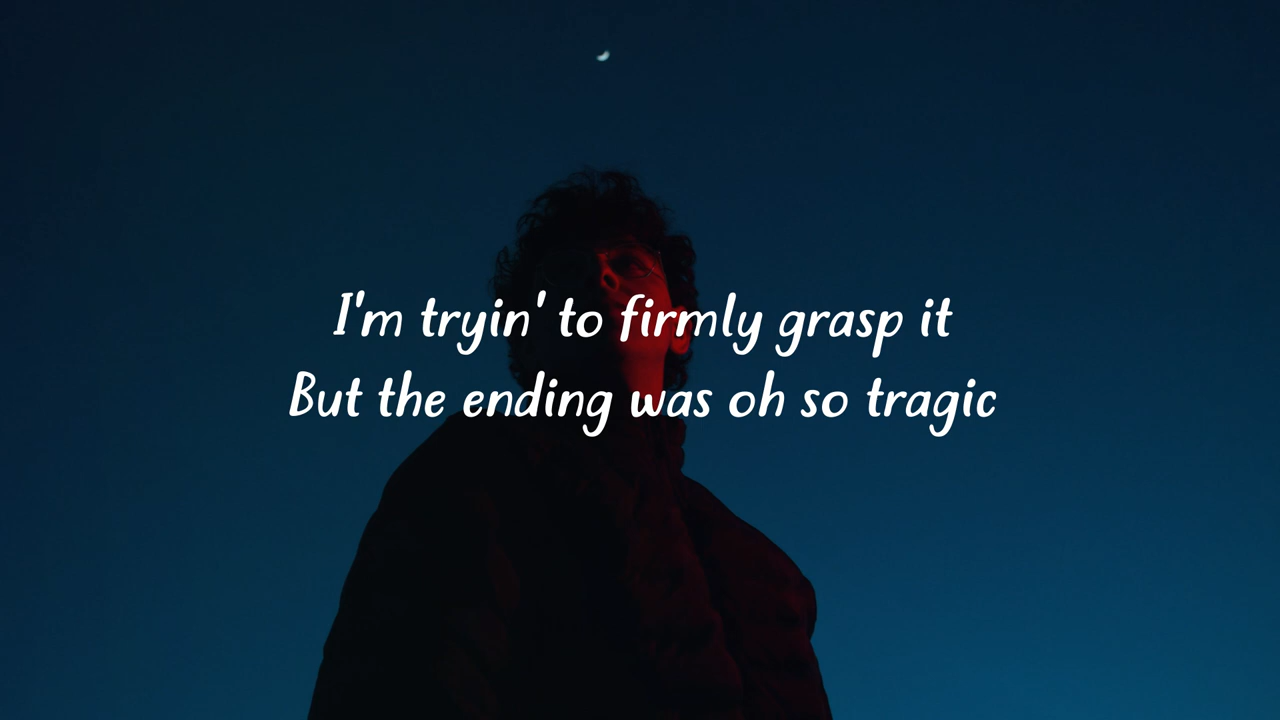 I'm tryin' to firmly grasp it
But the ending was oh so tragic